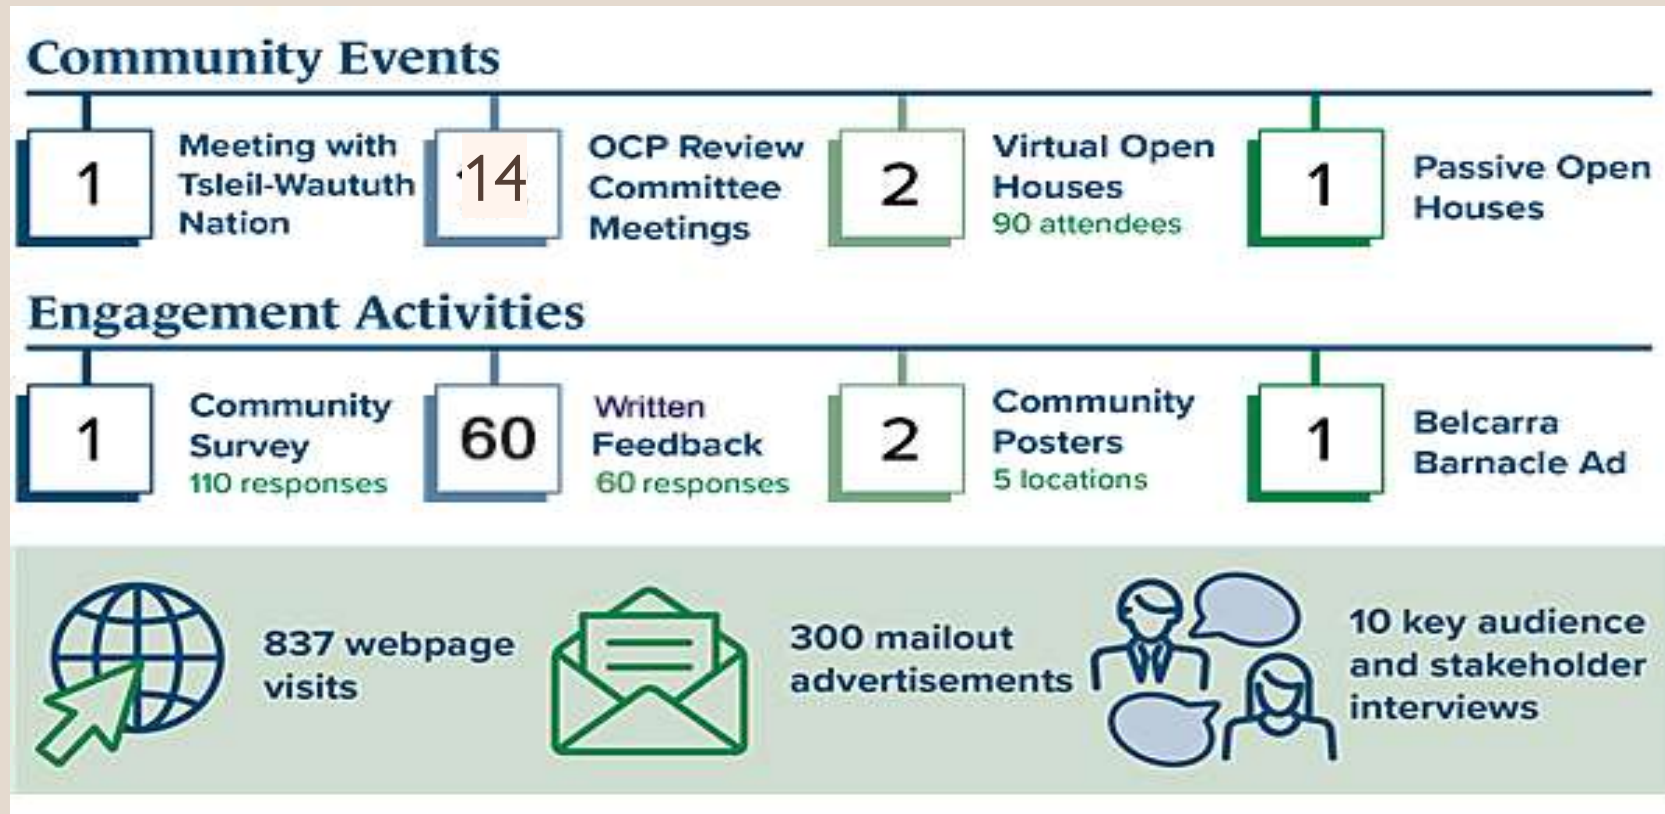 Community Events
1
Meeting with
Tsleil-Waututh
Nation
14
OCP Review
Committee
Meetings
2
Virtual Open
Houses
90 attendees
1
Passive Open
Houses
Engagement Activities
1
Community
Survey
110 responses
60
Written
Feedback
60 responses
2
Community
Posters
5 locations
1
Belcarra
Barnacle Ad
837 webpage
visits
300 mailout
advertisements
10 key audience
and stakeholder
interviews